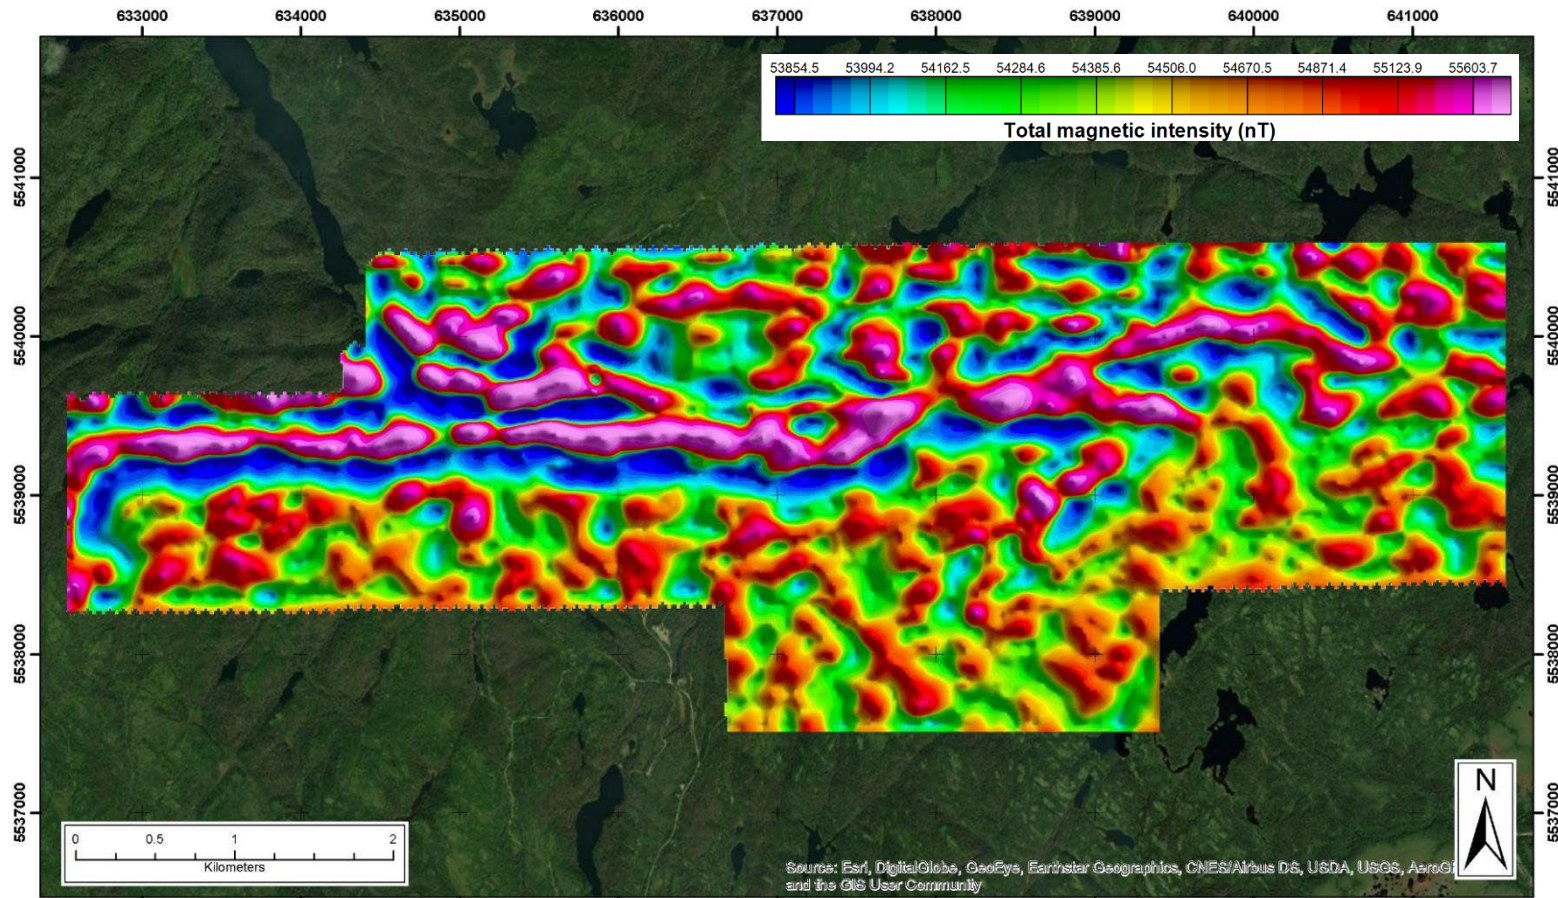 633000 634000 635000 636000 637000 638000 639000 640000 641000
53854.5 53994.2 54162.5 54284.6 54385.6 54506.0 54670.5 54871.4 55123.9 55603.7
Total magnetic intensity (nT)
5541000 5541000
5540000 5540000
5539000 5539000
5538000 5538000
5537000 5537000
N
0 0.5 1 2
Kilometers
Source: Esri, DigitalGlobe, GeoEye, Earthstar Geographics, CNES/Airbus DS, USDA, USGS, AeroG
and the GIS User Community